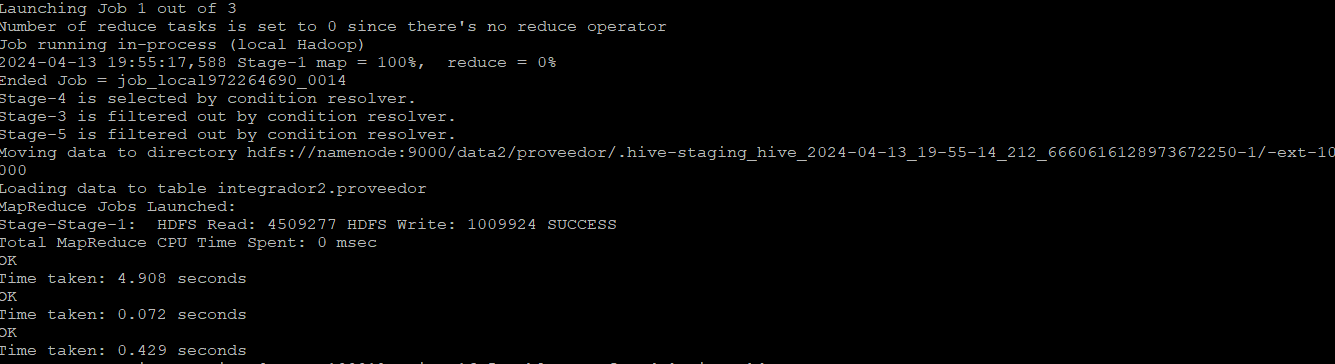 Launching Job 1 out of 3
Number of reduce tasks is set to 0 since there's no reduce operator
Job running in-process (local Hadoop)
2024-04-13 19:55:17,588 Stage-1 map = 100%,  reduce = 0%
Ended Job = job_local972264690_0014
Stage-4 is selected by condition resolver.
Stage-3 is filtered out by condition resolver.
Stage-5 is filtered out by condition resolver.
Moving data to directory hdfs://namenode:9000/data2/proveedor/.hive-staging_hive_2024-04-13_19-55-14_212_6660616128973672250-1/-ext-10
000
Loading data to table integrador2.proveedor
MapReduce Jobs Launched:
Stage-Stage-1:  HDFS Read: 4509277 HDFS Write: 1009924 SUCCESS
Total MapReduce CPU Time Spent: 0 msec
OK
Time taken: 4.908 seconds
OK
Time taken: 0.072 seconds
OK
Time taken: 0.429 seconds